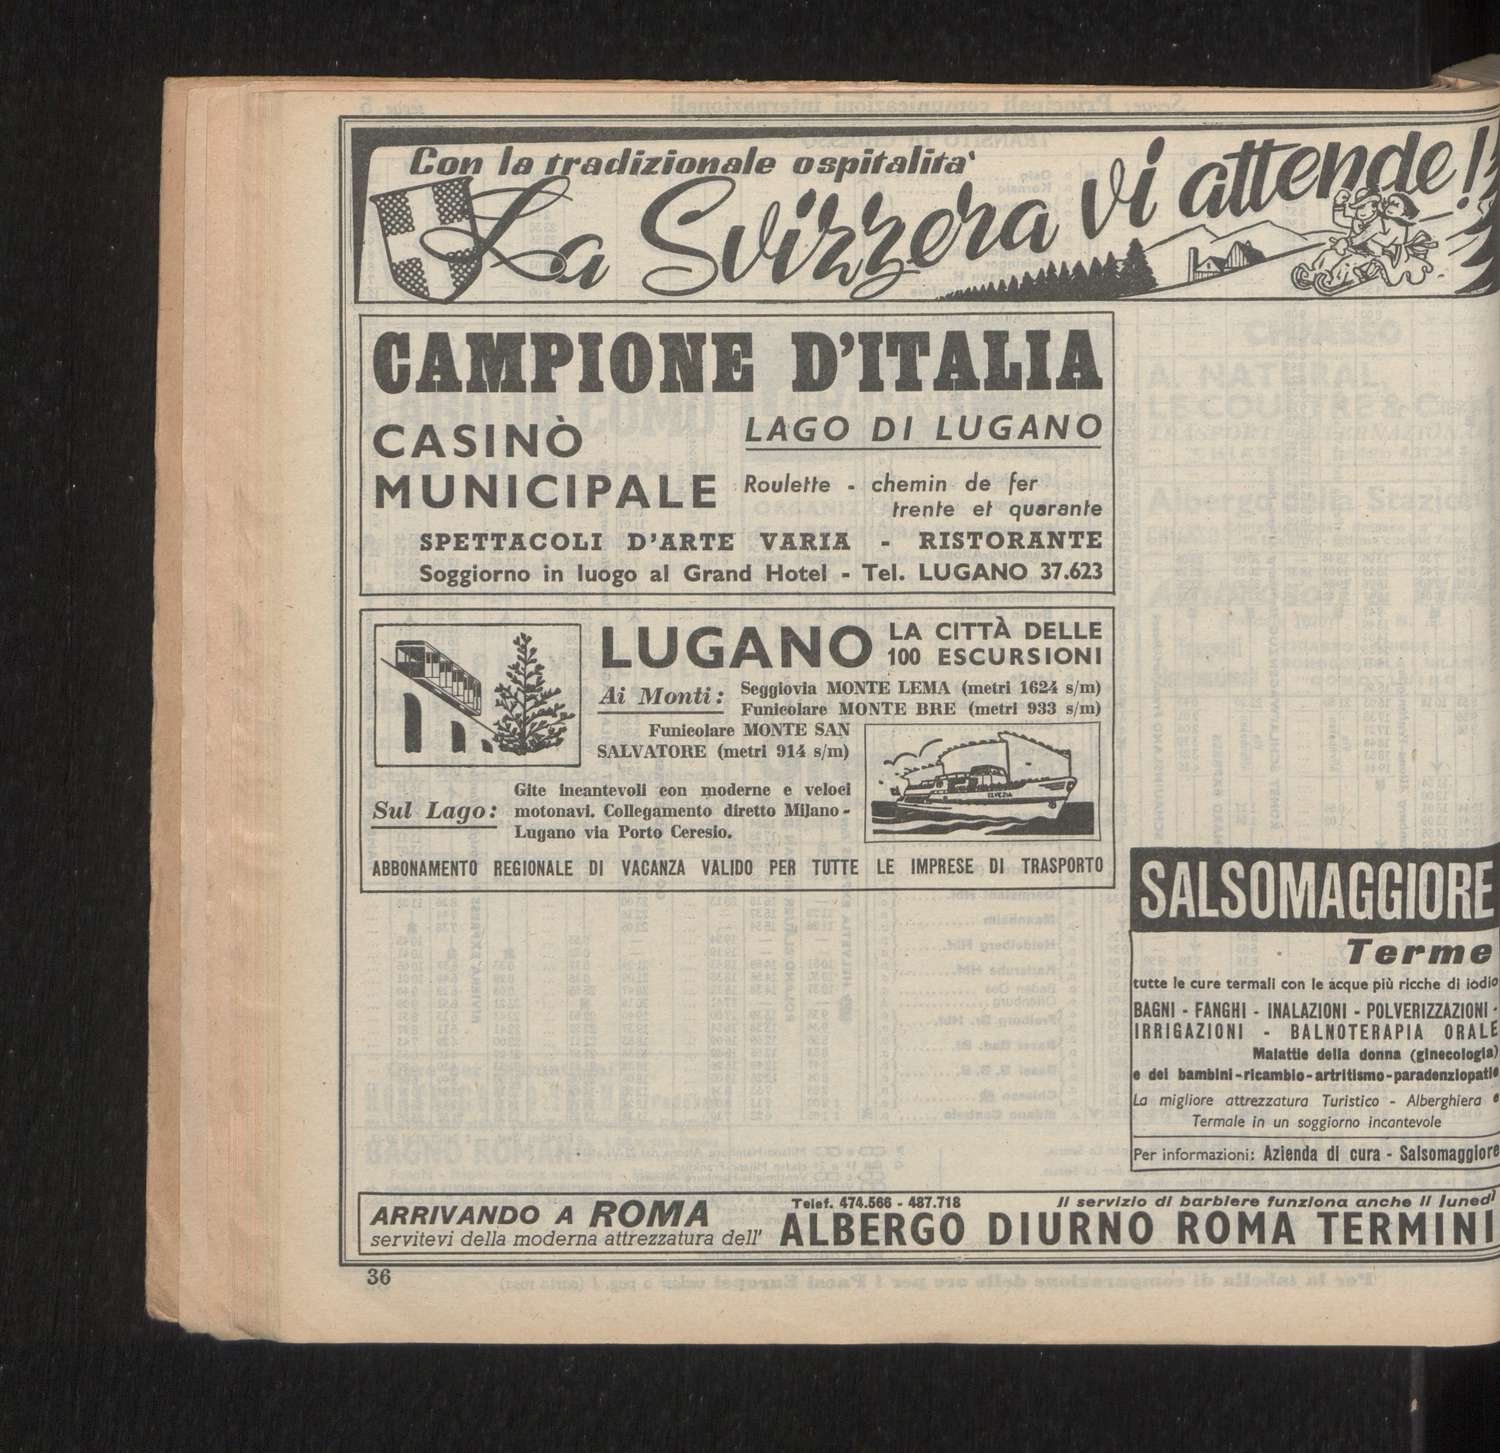 Con la tradizionale ospitalita'
La Svizzera vi attende!
CAMPIONE D'ITALIA
CASINÒ
MUNICIPALE
LAGO DI LUGANO
Roulette - chemin de fer
trente et quarante
SPETTACOLI D'ARTE VARIA - RISTORANTE
Soggiorno in luogo al Grand Hotel - Tel. LUGANO 37.623
LUGANO
LA CITTÀ DELLE
100 ESCURSIONI
Ai Monti:
Seggiovia MONTE LEMA (metri 1624 s/m)
Funicolare MONTE BRE (metri 933 s/m)
Funicolare MONTE SAN
SALVATORE (metri 914 s/m)
Sul Lago:
Gite incantevoli con moderne e veloci
motonavi. Collegamento diretto Milano-
Lugano via Porto Ceresio.
ABBONAMENTO REGIONALE DI VACANZA VALIDO PER TUTTE LE IMPRESE DI TRASPORTO
SALSOMAGGIORE
Terme
tutte le cure termali con le acque più ricche di iodio
BAGNI - FANGHI - INALAZIONI - POLVERIZZAZIONI -
IRRIGAZIONI - BALNOTERAPIA ORALE
Malattie della donna (ginecologia)
e dei bambini-ricambio-artritismo-paradenziopatie
La migliore attrezzatura Turistico - Alberghiera e
Termale in un soggiorno incantevole
Per informazioni: Azienda di cura - Salsomaggiore
ARRIVANDO A ROMA
servitevi della moderna attrezzatura dell'
Telef. 474.566 - 487.718
Il servizio di barbiere funziona anche il lunedì
ALBERGO DIURNO ROMA TERMINI
36